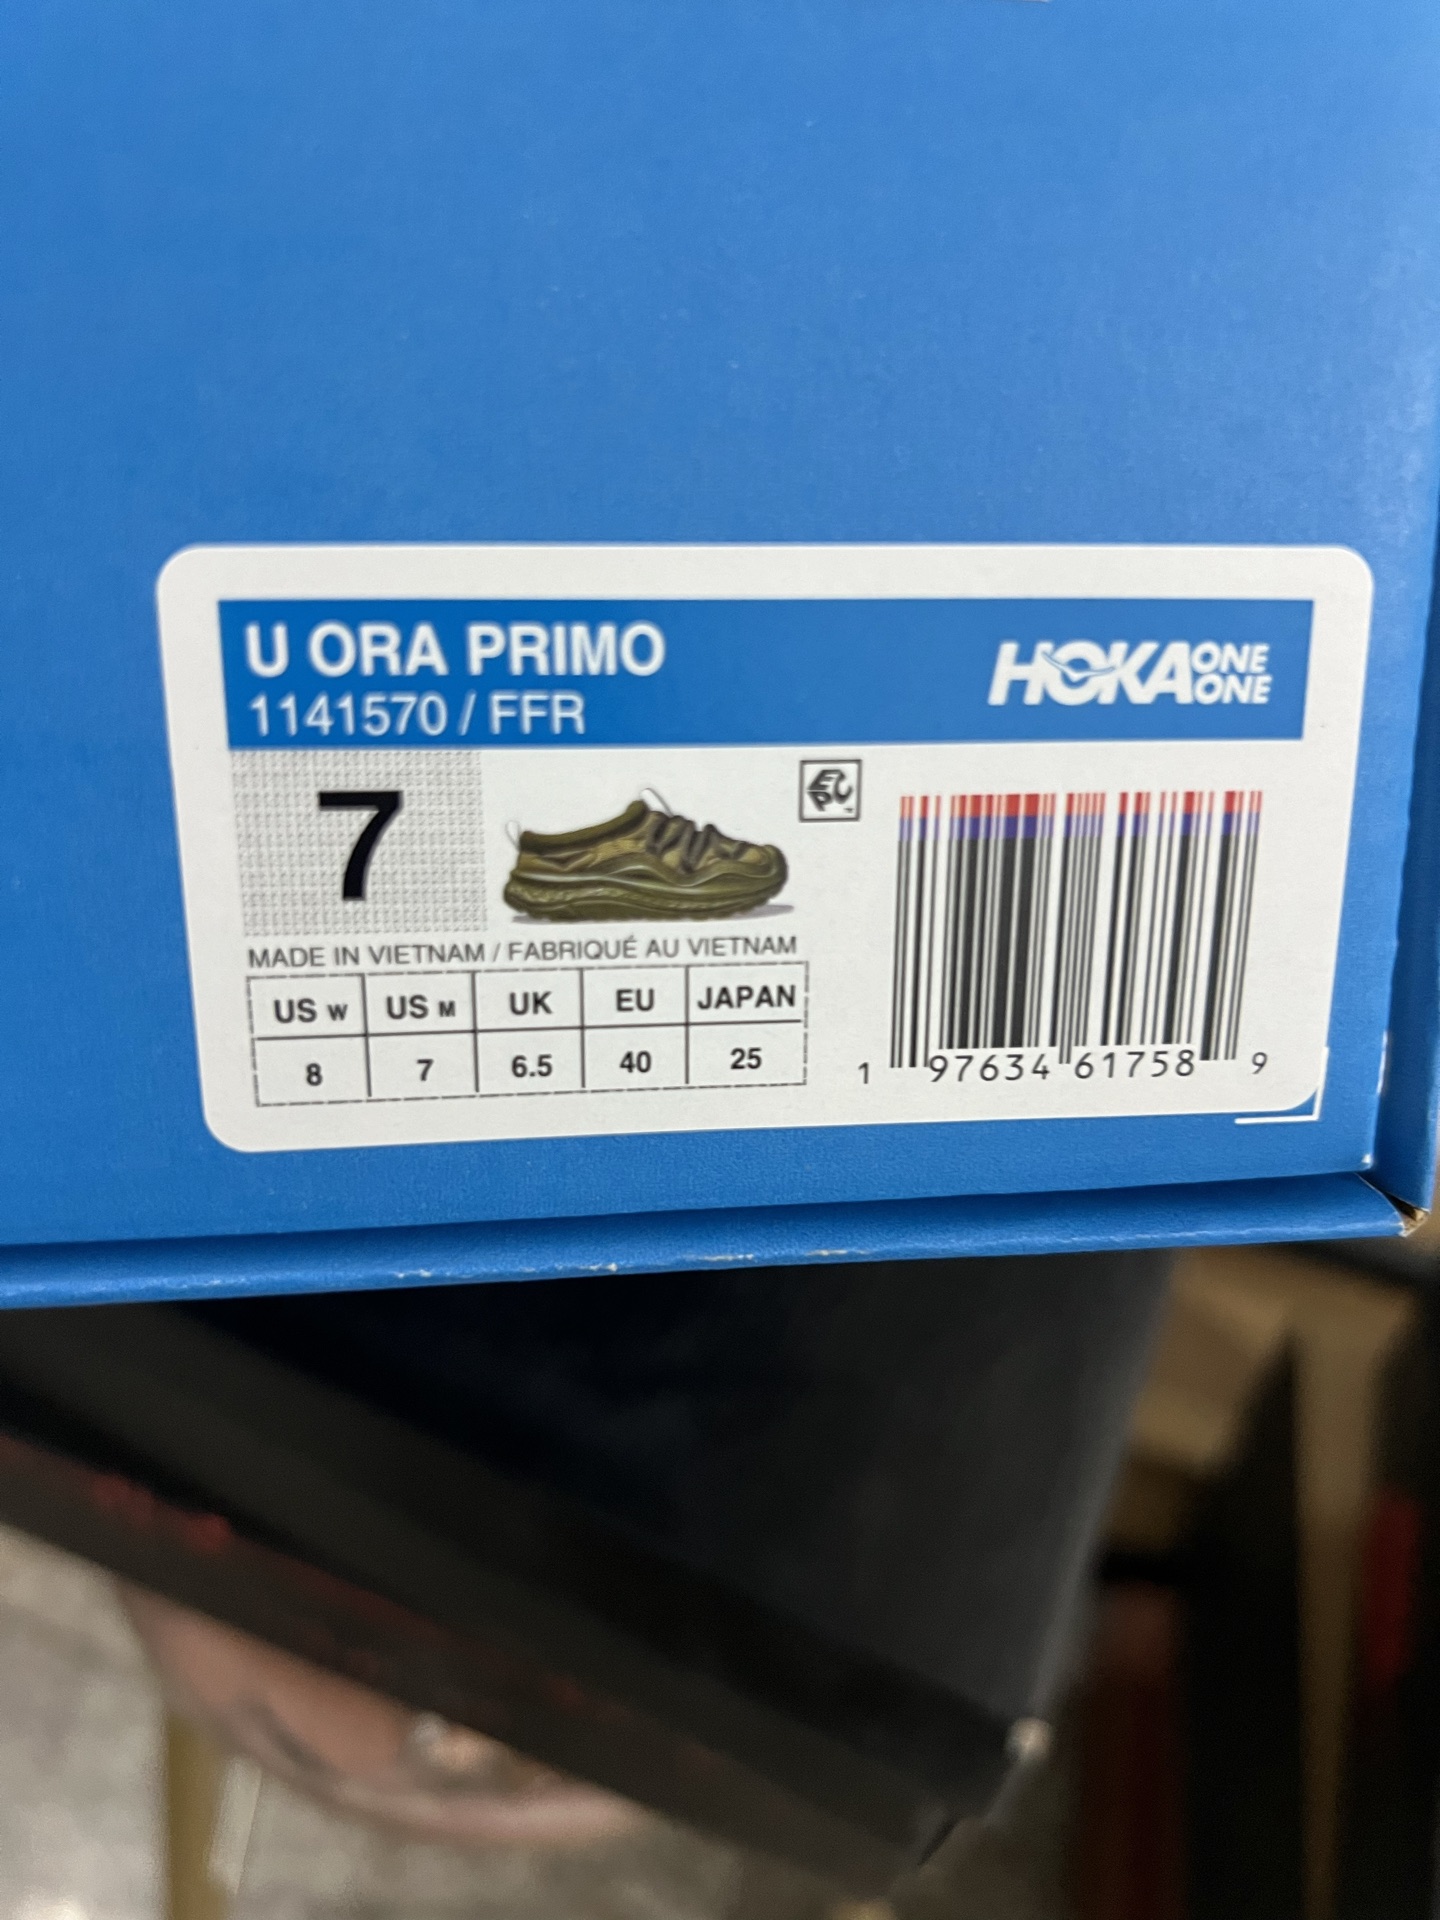 U ORA PRIMO
1141570 / FFR
HOKA ONE ONE
7
EPC
MADE IN VIETNAM / FABRIQUÉ AU VIETNAM
US W US M UK EU JAPAN
8 7 6.5 40 25
1 97634 61758 9